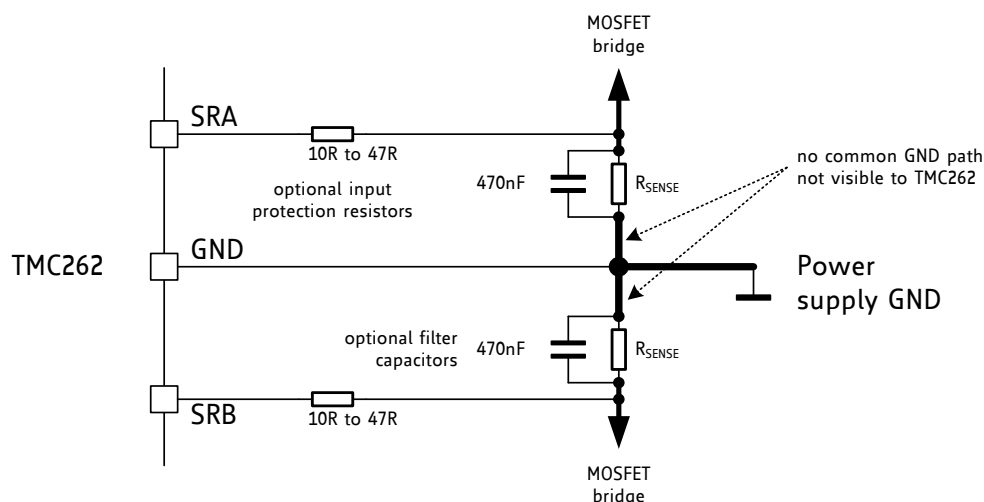 MOSFET
bridge
SRA
10R to 47R
optional input
protection resistors
470nF
RSENSE
no common GND path
not visible to TMC262
TMC262
GND
Power
supply GND
optional filter
capacitors
470nF
RSENSE
SRB
10R to 47R
MOSFET
bridge